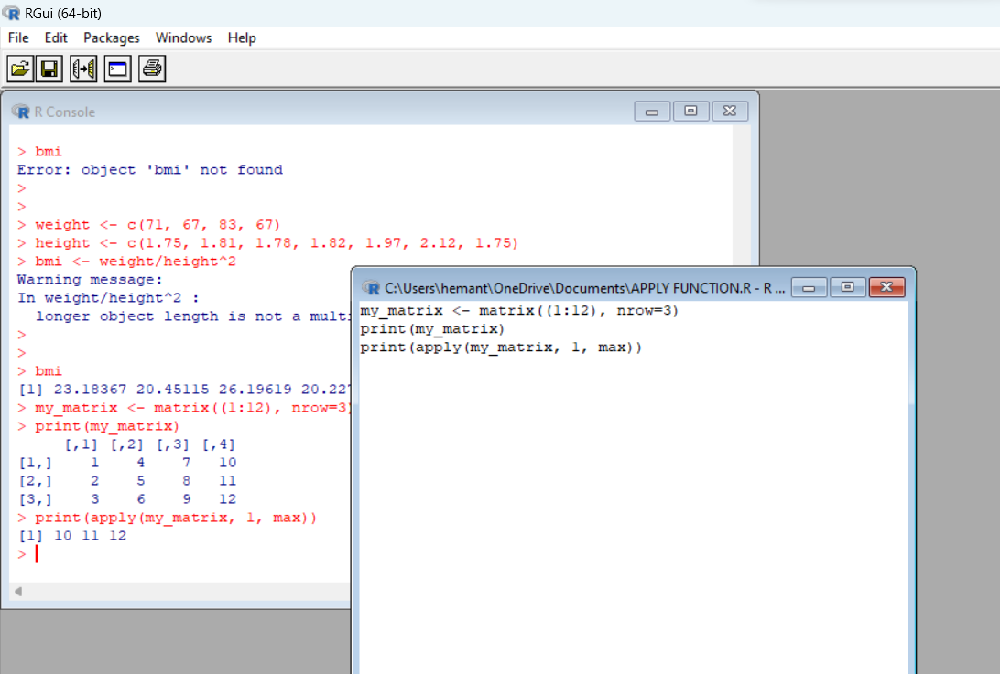 RGui (64-bit)
File Edit Packages Windows Help
R Console
> bmi
Error: object 'bmi' not found
>
>
> weight <- c(71, 67, 83, 67)
> height <- c(1.75, 1.81, 1.78, 1.82, 1.97, 2.12, 1.75)
> bmi <- weight/height^2
Warning message:
In weight/height^2 :
  longer object length is not a multi
>
>
> bmi
[1] 23.18367 20.45115 26.19619 20.227
> my_matrix <- matrix((1:12), nrow=3)
> print(my_matrix)
     [,1] [,2] [,3] [,4]
[1,]    1    4    7   10
[2,]    2    5    8   11
[3,]    3    6    9   12
> print(apply(my_matrix, 1, max))
[1] 10 11 12
>
C:\Users\hemant\OneDrive\Documents\APPLY FUNCTION.R - R ...
my_matrix <- matrix((1:12), nrow=3)
print(my_matrix)
print(apply(my_matrix, 1, max))